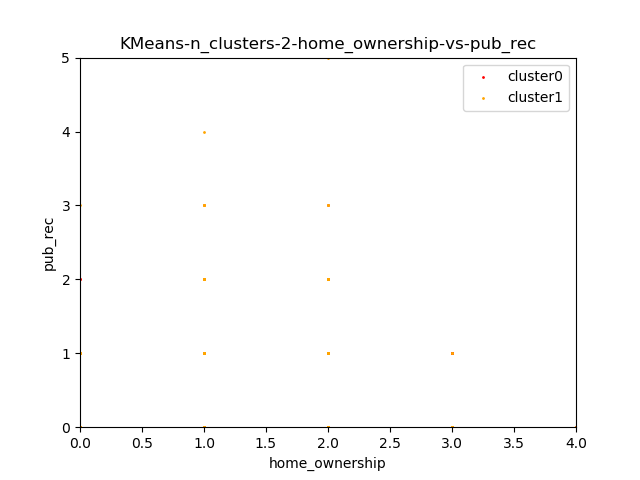 KMeans-n_clusters-2-home_ownership-vs-pub_rec
cluster0
cluster1
5
4
3
2
1
0
pub_rec
0.0 0.5 1.0 1.5 2.0 2.5 3.0 3.5 4.0
home_ownership